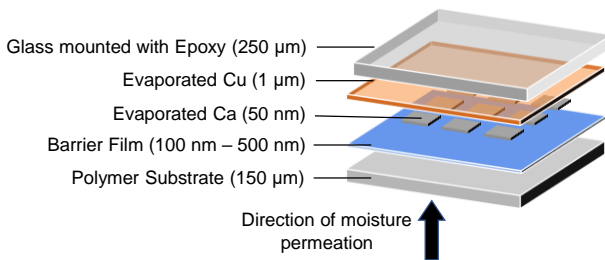 Glass mounted with Epoxy (250 µm)
Evaporated Cu (1 µm)
Evaporated Ca (50 nm)
Barrier Film (100 nm – 500 nm)
Polymer Substrate (150 µm)
Direction of moisture
permeation